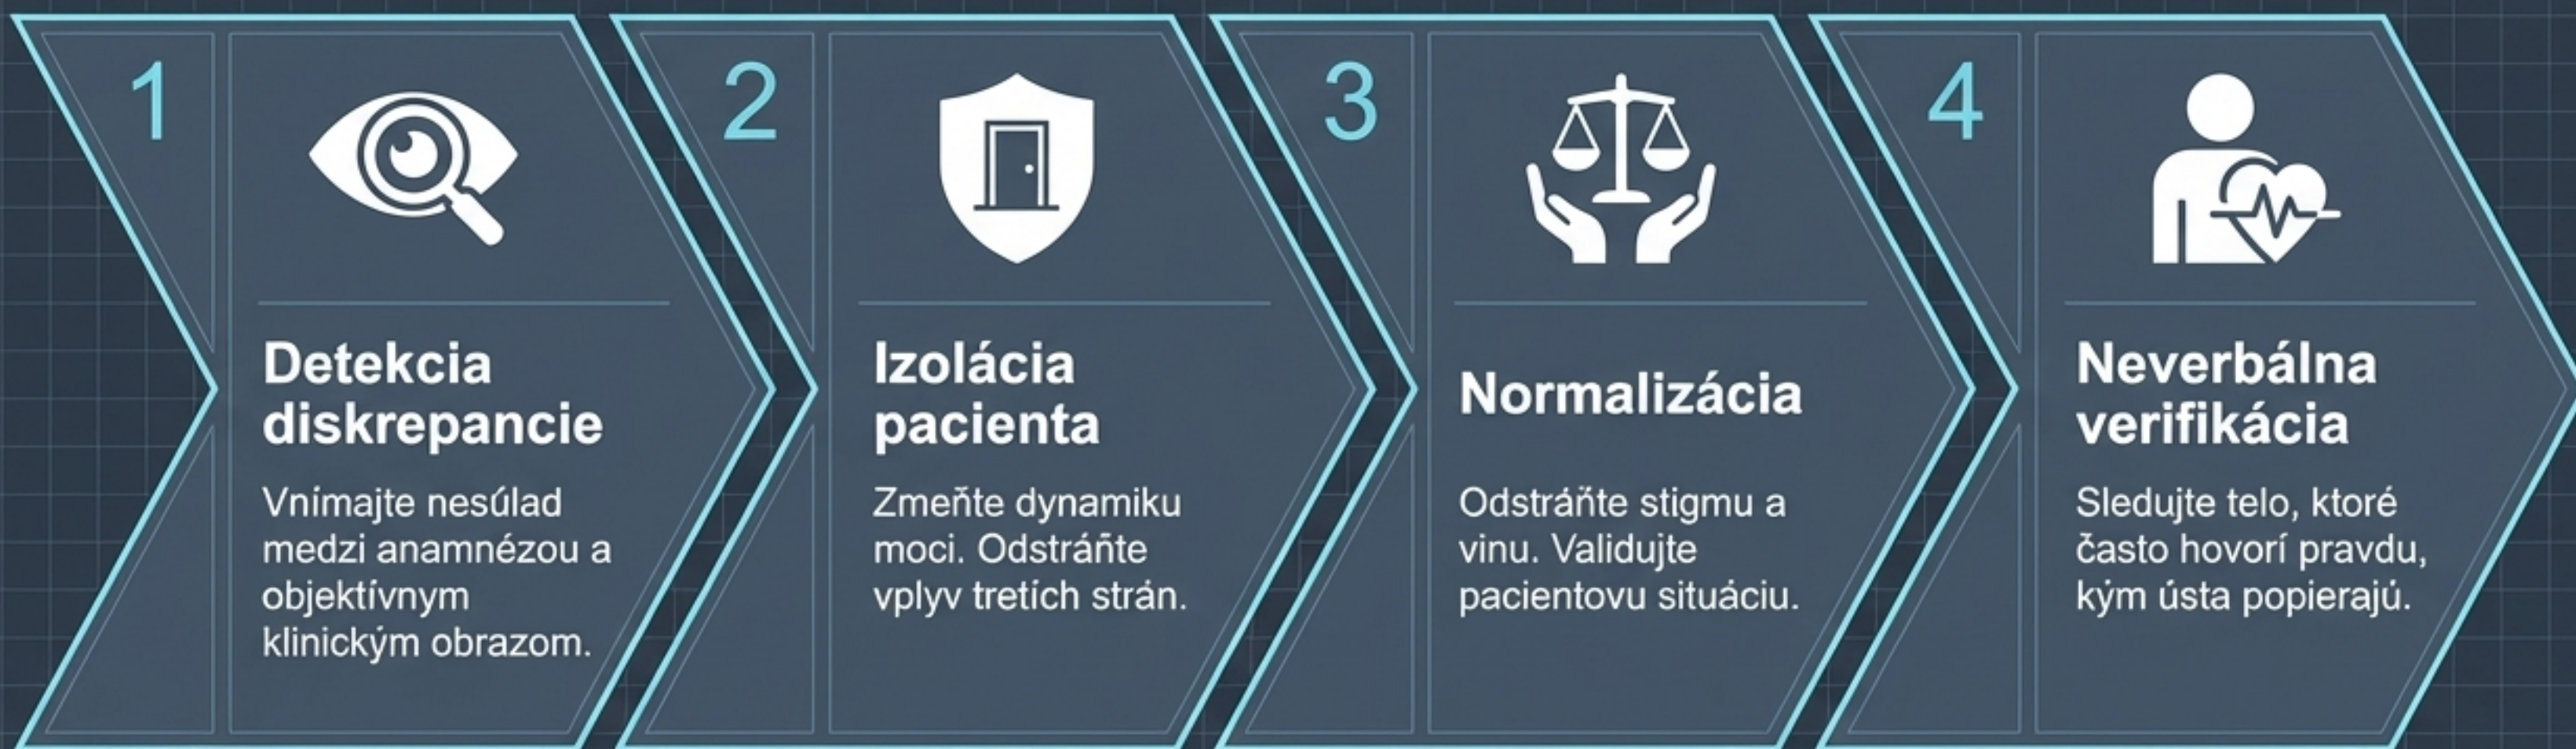 1
Detekcia
diskrepancie
Vnímajte nesúlad
medzi anamnézou a
objektívnym
klinickým obrazom.
2
Izolácia
pacienta
Zmeňte dynamiku
moci. Odstráňte
vplyv tretích strán.
3
Normalizácia
Odstráňte stigmu a
vinu. Validujte
pacientovu situáciu.
4
Neverbálna
verifikácia
Sledujte telo, ktoré
často hovorí pravdu,
kým ústa popierajú.